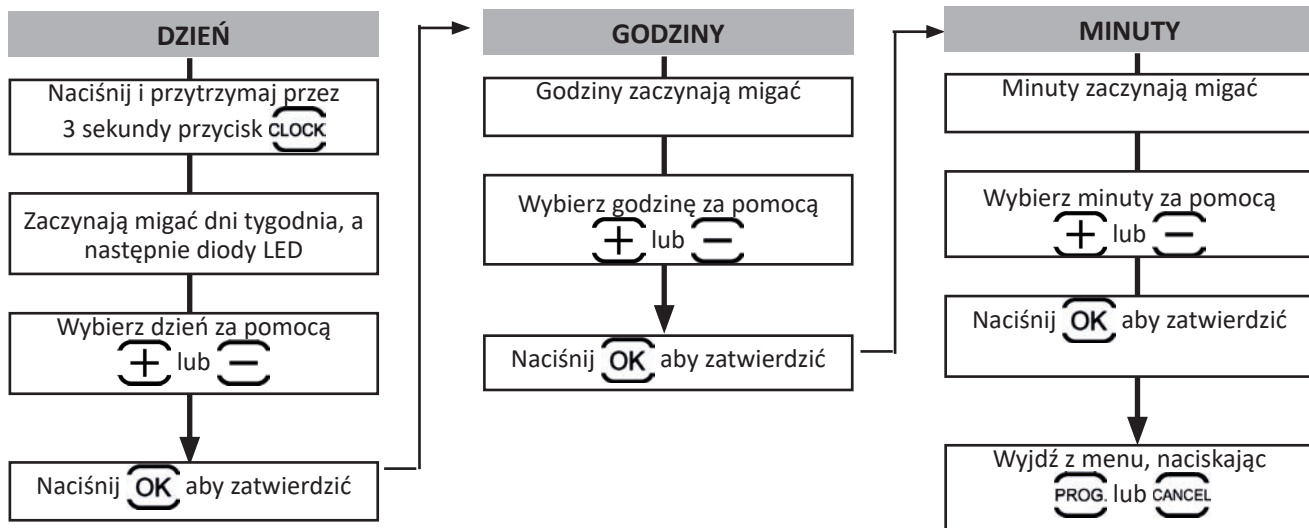 DZIEŃ
Naciśnij i przytrzymaj przez
3 sekundy przycisk CLOCK
Zaczynają migać dni tygodnia, a
następnie diody LED
Wybierz dzień za pomocą
+ lub −
Naciśnij OK aby zatwierdzić
GODZINY
Godziny zaczynają migać
Wybierz godzinę za pomocą
+ lub −
Naciśnij OK aby zatwierdzić
MINUTY
Minuty zaczynają migać
Wybierz minuty za pomocą
+ lub −
Naciśnij OK aby zatwierdzić
Wyjdź z menu, naciskając
PROG. lub CANCEL